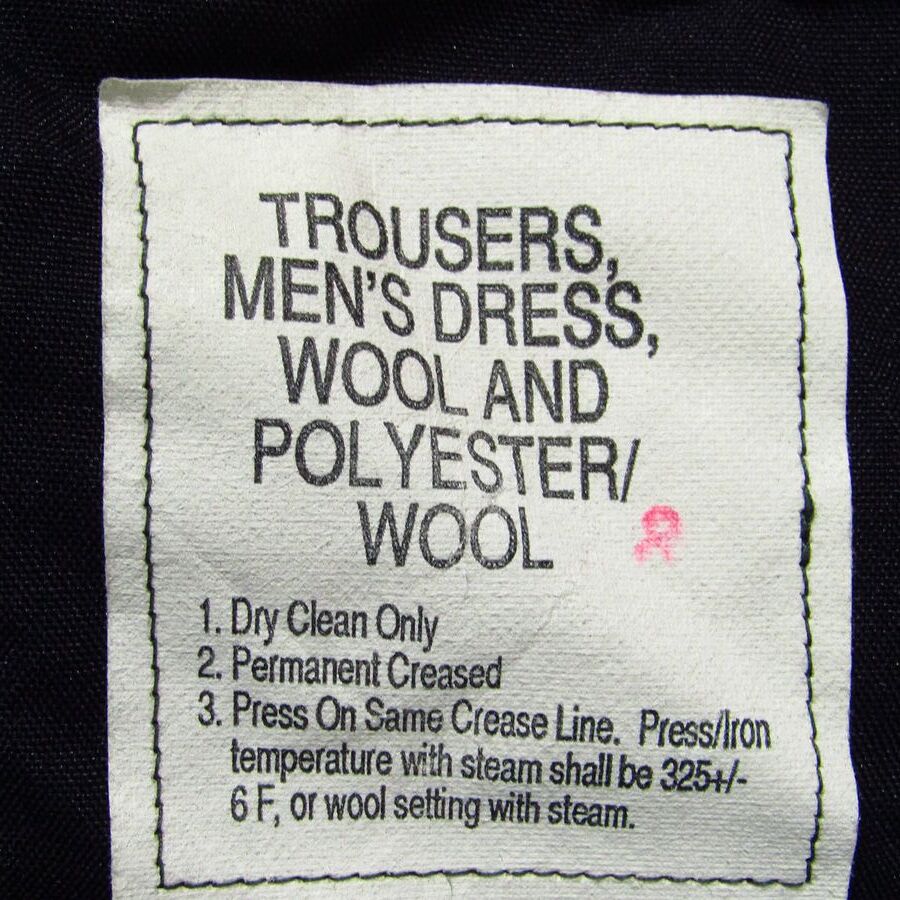 TROUSERS,
MEN'S DRESS,
WOOL AND
POLYESTER/
WOOL
1. Dry Clean Only
2. Permanent Creased
3. Press On Same Crease Line. Press/Iron
temperature with steam shall be 325+/-
6 F, or wool setting with steam.